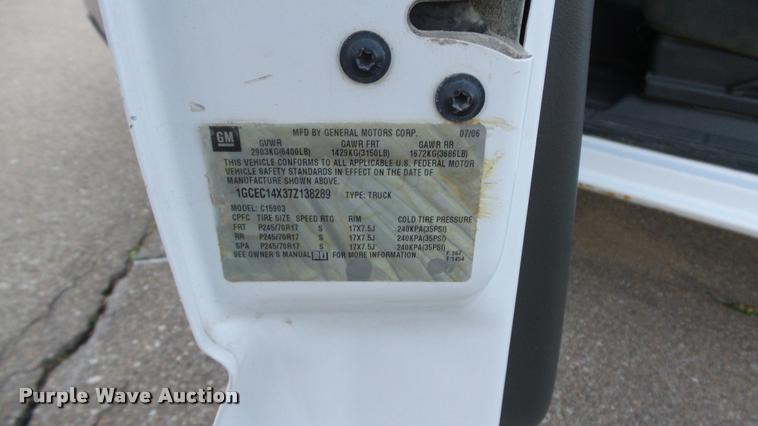 GM MFD BY GENERAL MOTORS CORP. 07/06
GVWR GAWR FRT GAWR RR
2903KG(6400LB) 1429KG(3150LB) 1672KG(3686LB)
THIS VEHICLE CONFORMS TO ALL APPLICABLE U.S. FEDERAL MOTOR
VEHICLE SAFETY STANDARDS IN EFFECT ON THE DATE OF
MANUFACTURE SHOWN ABOVE.
1GCEC14X37Z138289 TYPE: TRUCK
MODEL: C15903
CPFC TIRE SIZE SPEED RTG RIM COLD TIRE PRESSURE
FRT P245/70R17 S 17X7.5J 240KPA(35PSI)
RR P245/70R17 S 17X7.5J 240KPA(35PSI)
SPA P245/70R17 S 17X7.5J 240KPA(35PSI)
SEE OWNER'S MANUAL FOR MORE INFORMATION.
Purple Wave Auction